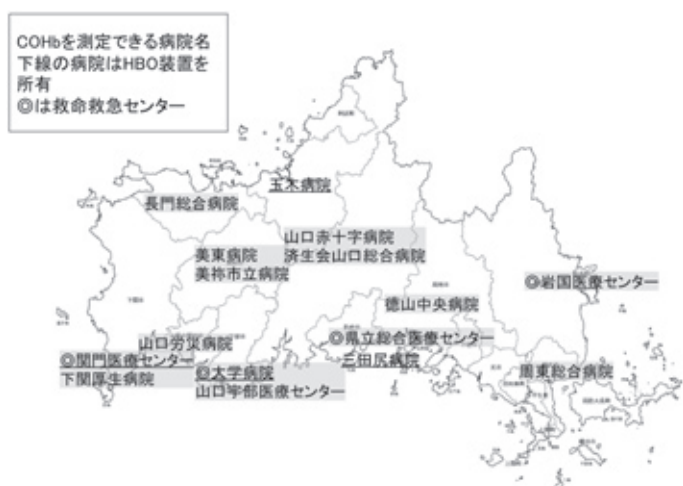 COHbを測定できる病院名
下線の病院はHBO装置を
所有
◎は救命救急センター
玉木病院
長門総合病院
山口赤十字病院
済生会山口総合病院
美東病院
美祢市立病院
◎岩国医療センター
徳山中央病院
◎県立総合医療センター
山口労災病院
◎関門医療センター
下関厚生病院
三田尻病院
◎大学病院
山口宇部医療センター
周東総合病院